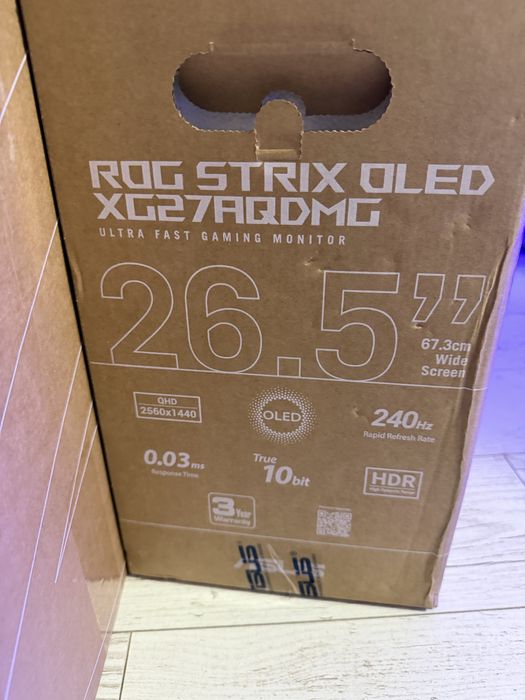 ROG STRIX OLED
XG27AQDMG
ULTRA FAST GAMING MONITOR
26.5”
67.3cm
Wide
Screen
QHD
2560x1440
OLED
240Hz
Rapid Refresh Rate
0.03ms
Response Time
True
10bit
HDR
High Dynamic Range
3 Year
Warranty